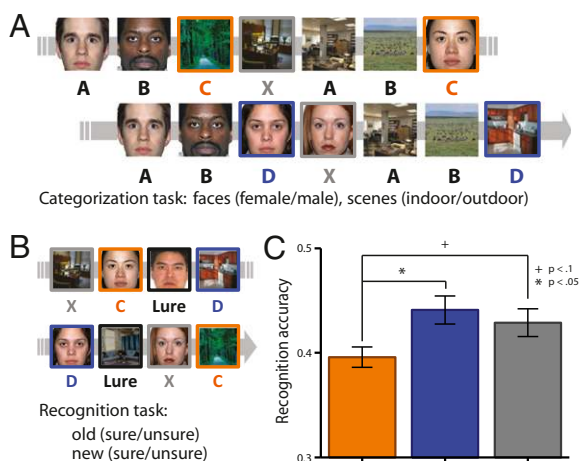 A
A B C X A B C
A B D X A B D
Categorization task: faces (female/male), scenes (indoor/outdoor)
B
X C Lure D
D Lure X C
Recognition task:
old (sure/unsure)
new (sure/unsure)
C
Recognition accuracy
0.5
0.4
0.3
+
*
+ p < .1
* p < .05